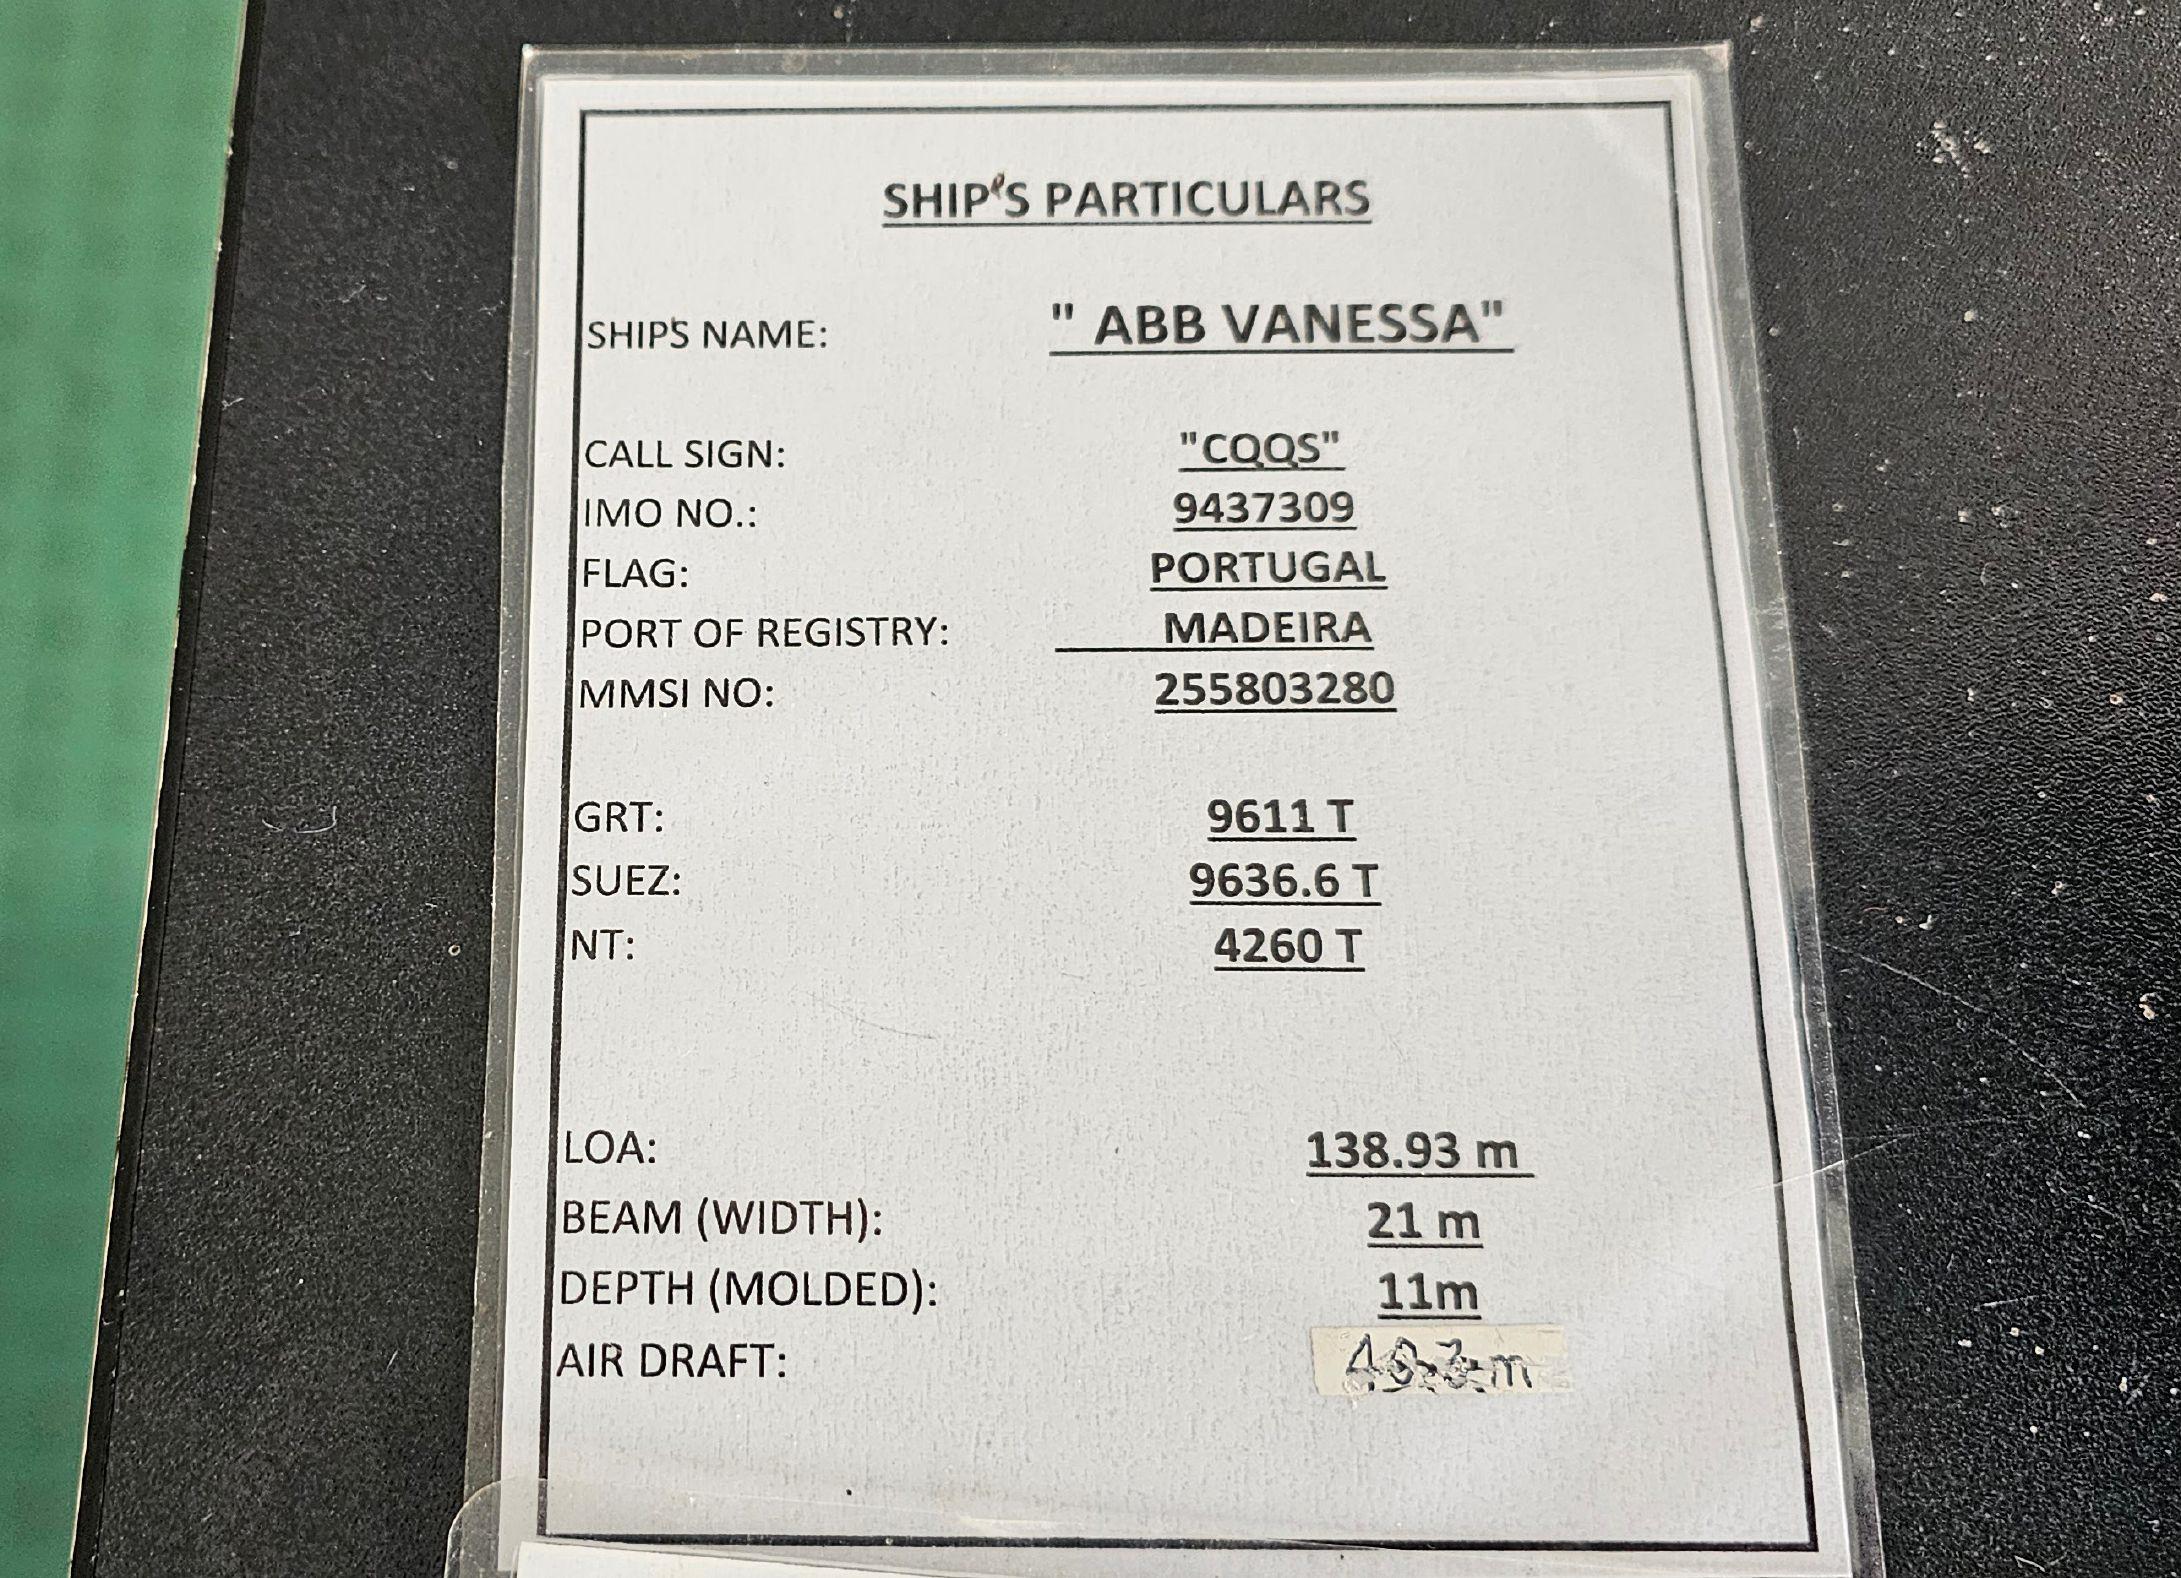 SHIP'S PARTICULARS
SHIP'S NAME: " ABB VANESSA"
CALL SIGN: "CQQS"
IMO NO.: 9437309
FLAG: PORTUGAL
PORT OF REGISTRY: MADEIRA
MMSI NO: 255803280
GRT: 9611 T
SUEZ: 9636.6 T
NT: 4260 T
LOA: 138.93 m
BEAM (WIDTH): 21 m
DEPTH (MOLDED): 11m
AIR DRAFT: m